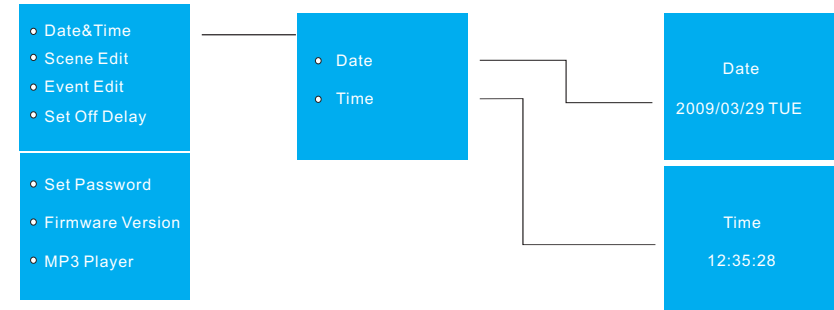 Date&Time
Scene Edit
Event Edit
Set Off Delay
Set Password
Firmware Version
MP3 Player
Date
Time
Date
2009/03/29 TUE
Time
12:35:28